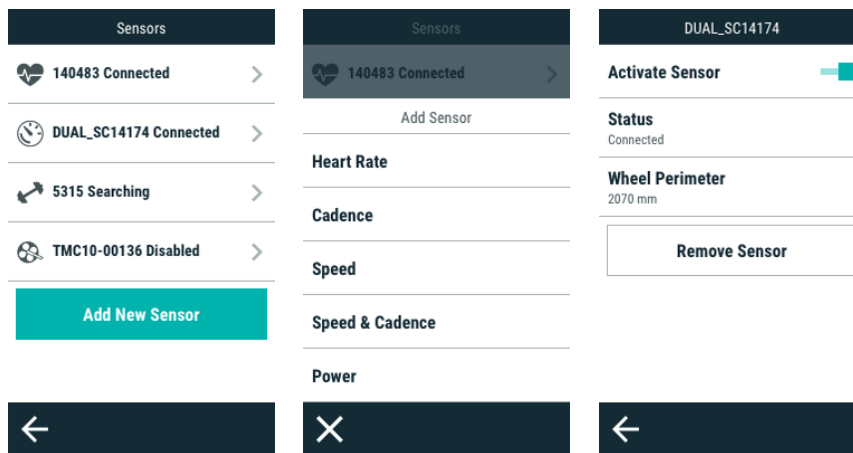 Sensors
140483 Connected
DUAL_SC14174 Connected
5315 Searching
TMC10-00136 Disabled
Add New Sensor
Sensors
140483 Connected
Add Sensor
Heart Rate
Cadence
Speed
Speed & Cadence
Power
DUAL_SC14174
Activate Sensor
Status
Connected
Wheel Perimeter
2070 mm
Remove Sensor